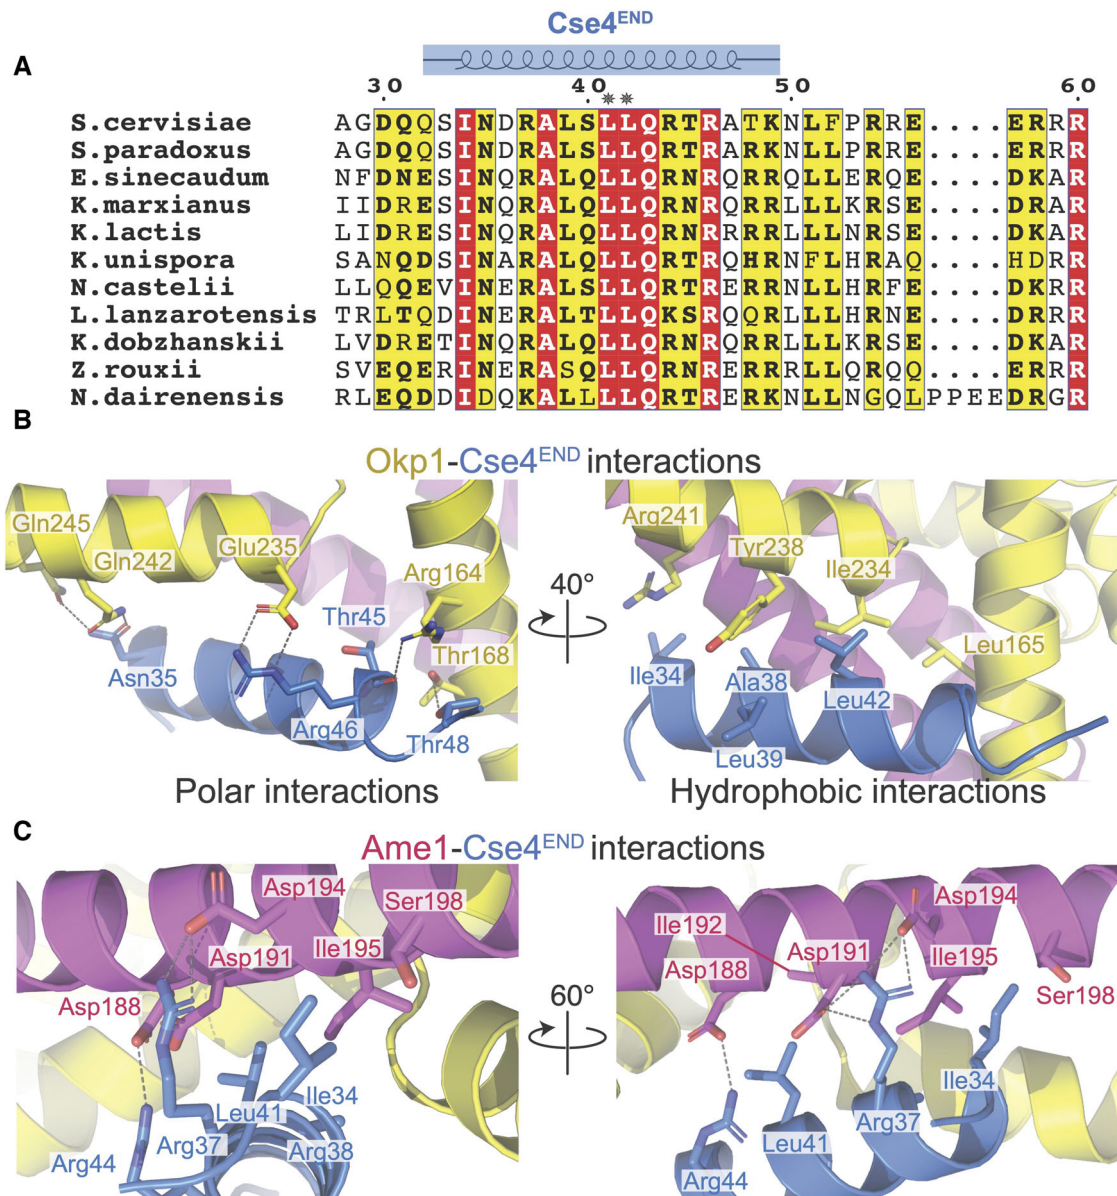 A
Cse4END
30 40 50 60
**
S.cervisiae AGDQQSINDRALSLLQRTRATKNLFPRRE....ERRR
S.paradoxus AGDQQSINDRALSLLQRTRARKNLLPRRE....ERRR
E.sinecaudum NFDNESINQRALQLLQRNRQRRQLLERQE....DKAR
K.marxianus IIDRESINQRALQLLQRNRQRRLLLKRSE....DRAR
K.lactis LIDRESINQRALQLLQRNRRRRLLNRSE....DKAR
K.unispora SANQDSINARALQLLQRTRQHRNFLHRAQ....HDRR
N.castelii LLQQEVINERALSLLQRTRERRNLLHRFE....DKRR
L.lanzarotensis TRLTQDINERALTLLQKSRQQRLLLHRNE....DRRR
K.dobzhanskii LVDRETINQRALQLLQRNRQRRLLLKRSE....DKAR
Z.rouxii SVEQERINERASQLLQRNRERRRLLQRQQ....ERRR
N.dairenensis RLEQDDIDQKALLLLQRTRERKNLLNGQLPPEEDRGR
B
Okp1-Cse4END interactions
Gln245
Gln242
Glu235
Arg164
Thr45
Thr168
Asn35
Arg46
Thr48
Polar interactions
40°
Arg241
Tyr238
Ile234
Leu165
Ile34
Ala38
Leu42
Leu39
Hydrophobic interactions
C
Ame1-Cse4END interactions
Asp194
Ser198
Asp191
Ile195
Asp188
Ile34
Leu41
Arg37
Arg38
Arg44
60°
Asp194
Ile192
Asp191
Ile195
Asp188
Ser198
Ile34
Arg37
Leu41
Arg44